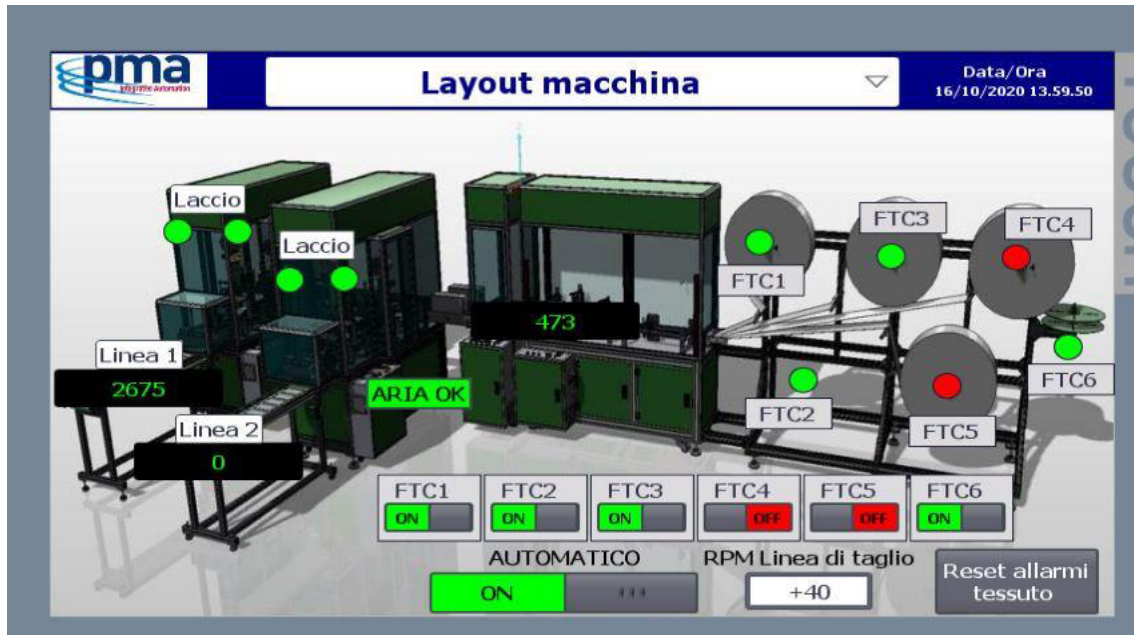 pma
Integrated Automation
Layout macchina
Data/Ora
16/10/2020 13.59.50
Laccio
Laccio
FTC3
FTC4
FTC1
473
Linea 1
2675
ARIA OK
FTC6
FTC2
Linea 2
FTC5
0
FTC1 FTC2 FTC3 FTC4 FTC5 FTC6
ON ON ON OFF OFF ON
AUTOMATICO
RPM Linea di taglio
ON
+40
Reset allarmi
tessuto